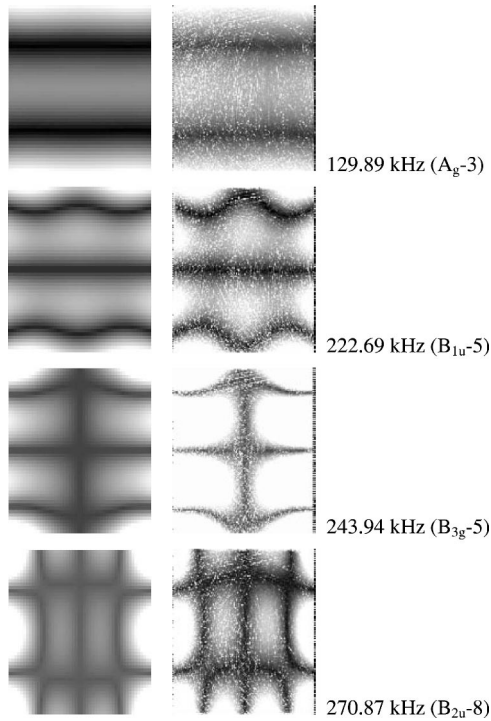 129.89 kHz (Ag-3)
222.69 kHz (B1u-5)
243.94 kHz (B3g-5)
270.87 kHz (B2u-8)